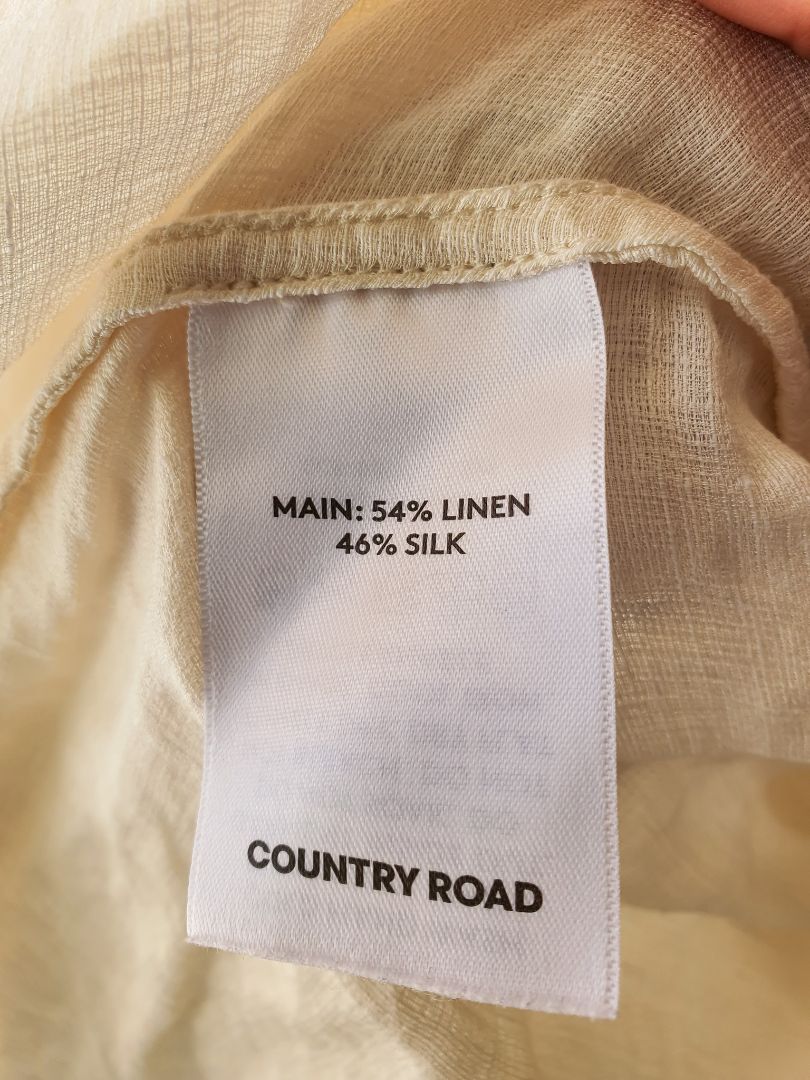 MAIN: 54% LINEN
46% SILK
COUNTRY ROAD